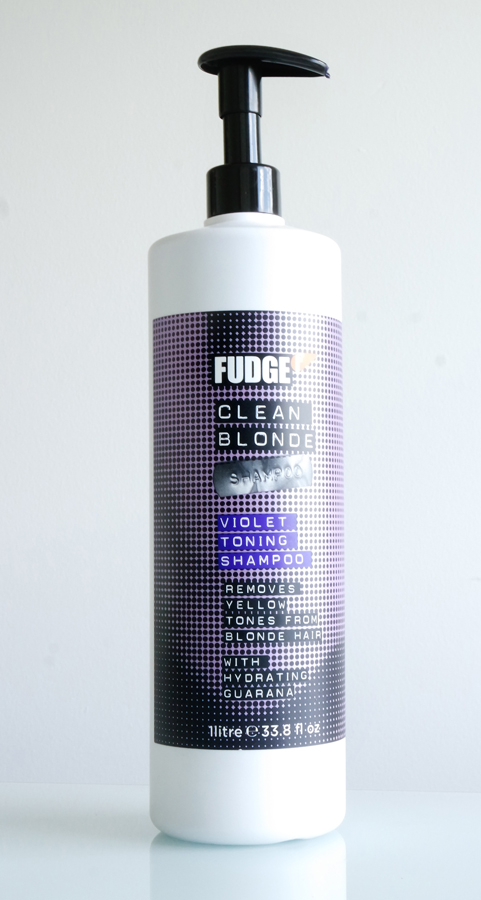 FUDGE
CLEAN
BLONDE
SHAMPOO
VIOLET
TONING
SHAMPOO
REMOVES
YELLOW
TONES FROM
BLONDE HAIR
WITH
HYDRATING
GUARANA
1litre ℮ 33.8 fl oz